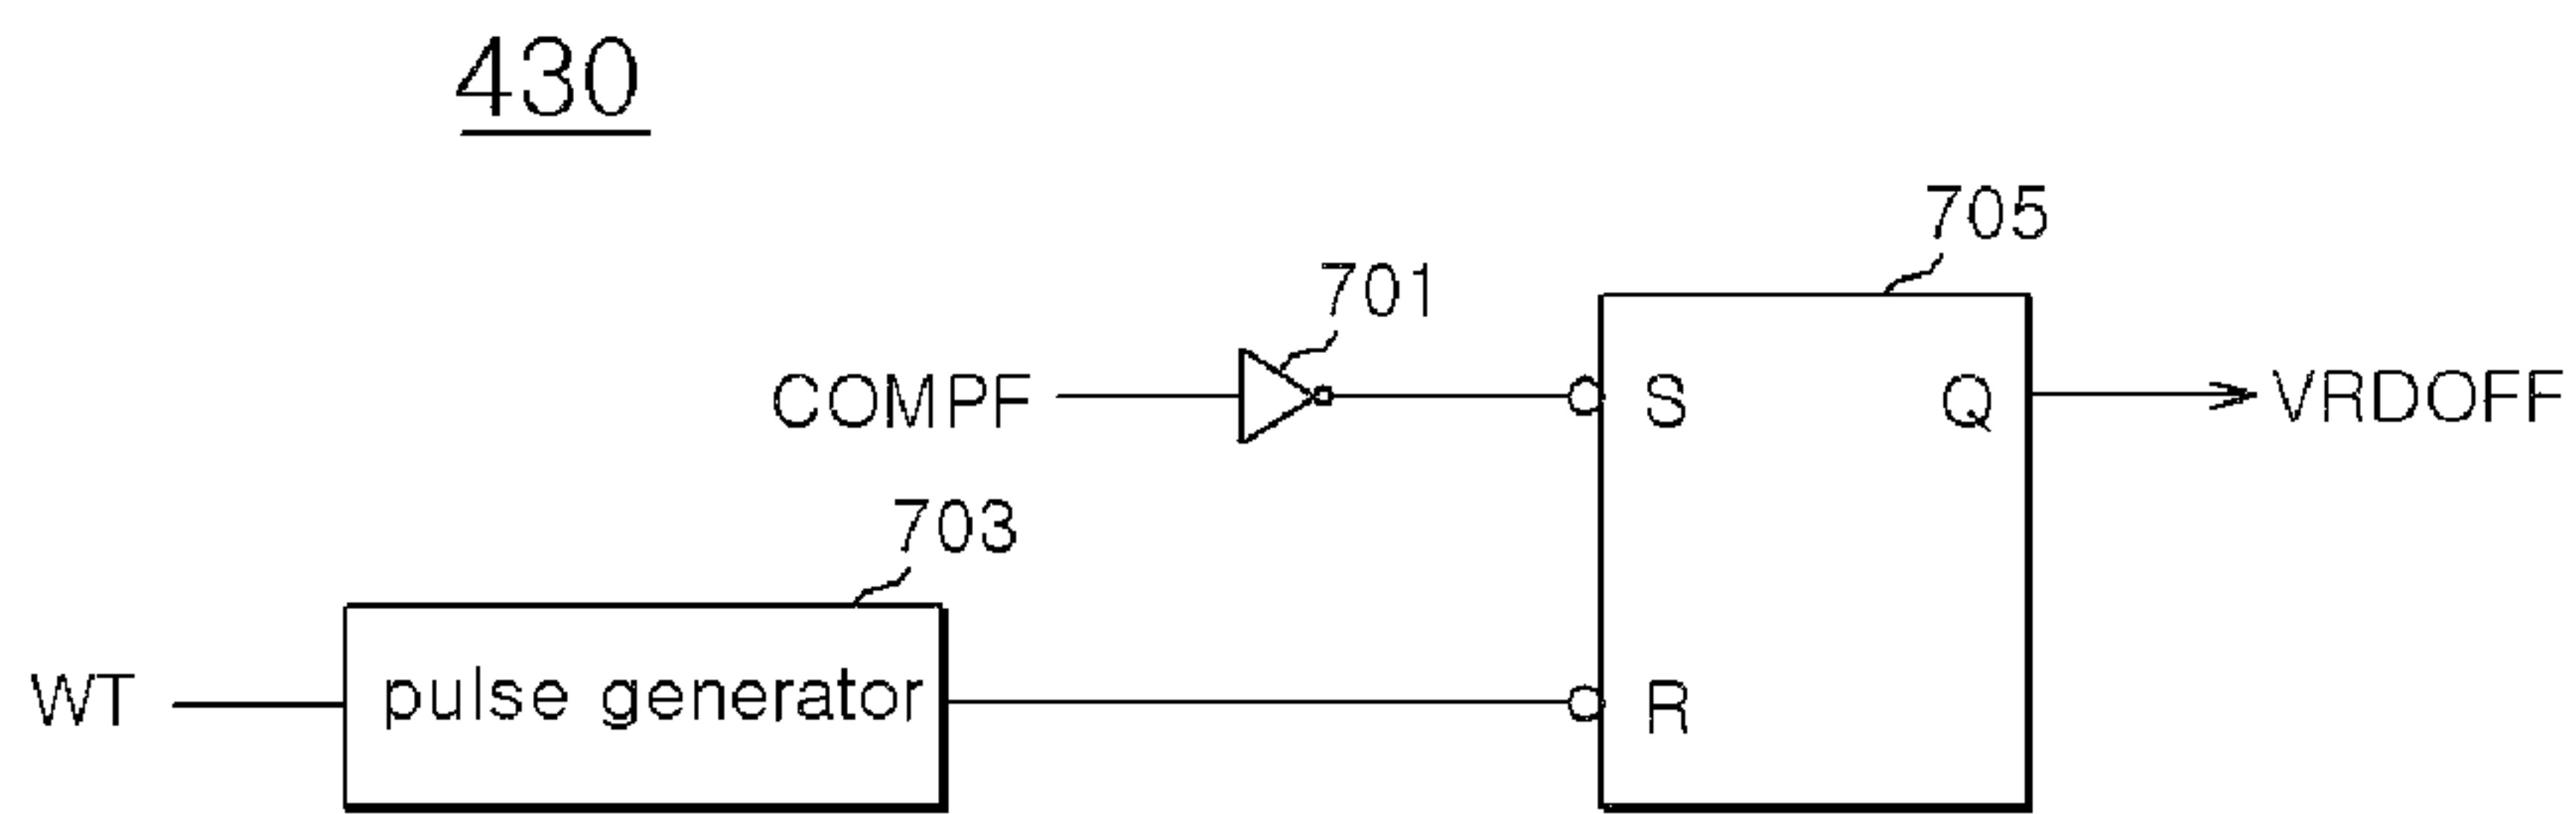 430
705
701
COMPF
S
Q
VRDOFF
703
WT
pulse generator
R